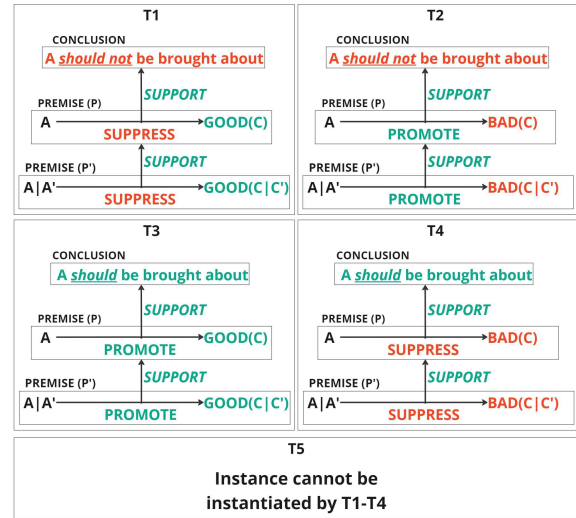 T1
CONCLUSION
A should not be brought about
SUPPORT
PREMISE (P)
A GOOD(C)
SUPPRESS
SUPPORT
PREMISE (P')
A|A' GOOD(C|C')
SUPPRESS
T2
CONCLUSION
A should not be brought about
SUPPORT
PREMISE (P)
A BAD(C)
PROMOTE
SUPPORT
PREMISE (P')
A|A' BAD(C|C')
PROMOTE
T3
CONCLUSION
A should be brought about
SUPPORT
PREMISE (P)
A GOOD(C)
PROMOTE
SUPPORT
PREMISE (P')
A|A' GOOD(C|C')
PROMOTE
T4
CONCLUSION
A should be brought about
SUPPORT
PREMISE (P)
A BAD(C)
SUPPRESS
SUPPORT
PREMISE (P')
A|A' BAD(C|C')
SUPPRESS
T5
Instance cannot be
instantiated by T1-T4